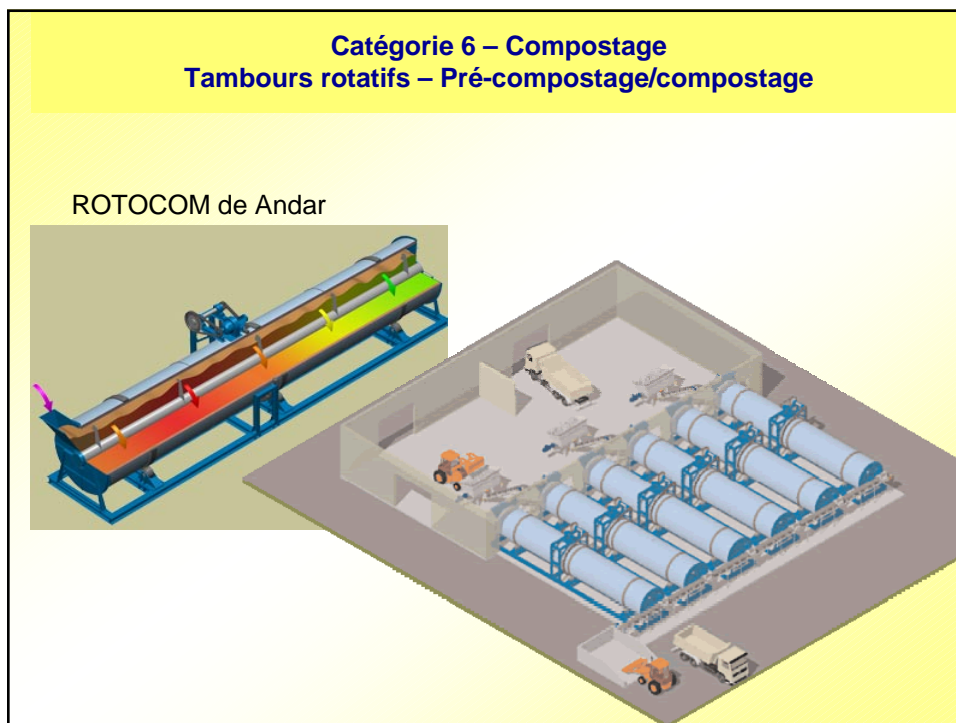 Catégorie 6 – Compostage
Tambours rotatifs – Pré-compostage/compostage
ROTOCOM de Andar